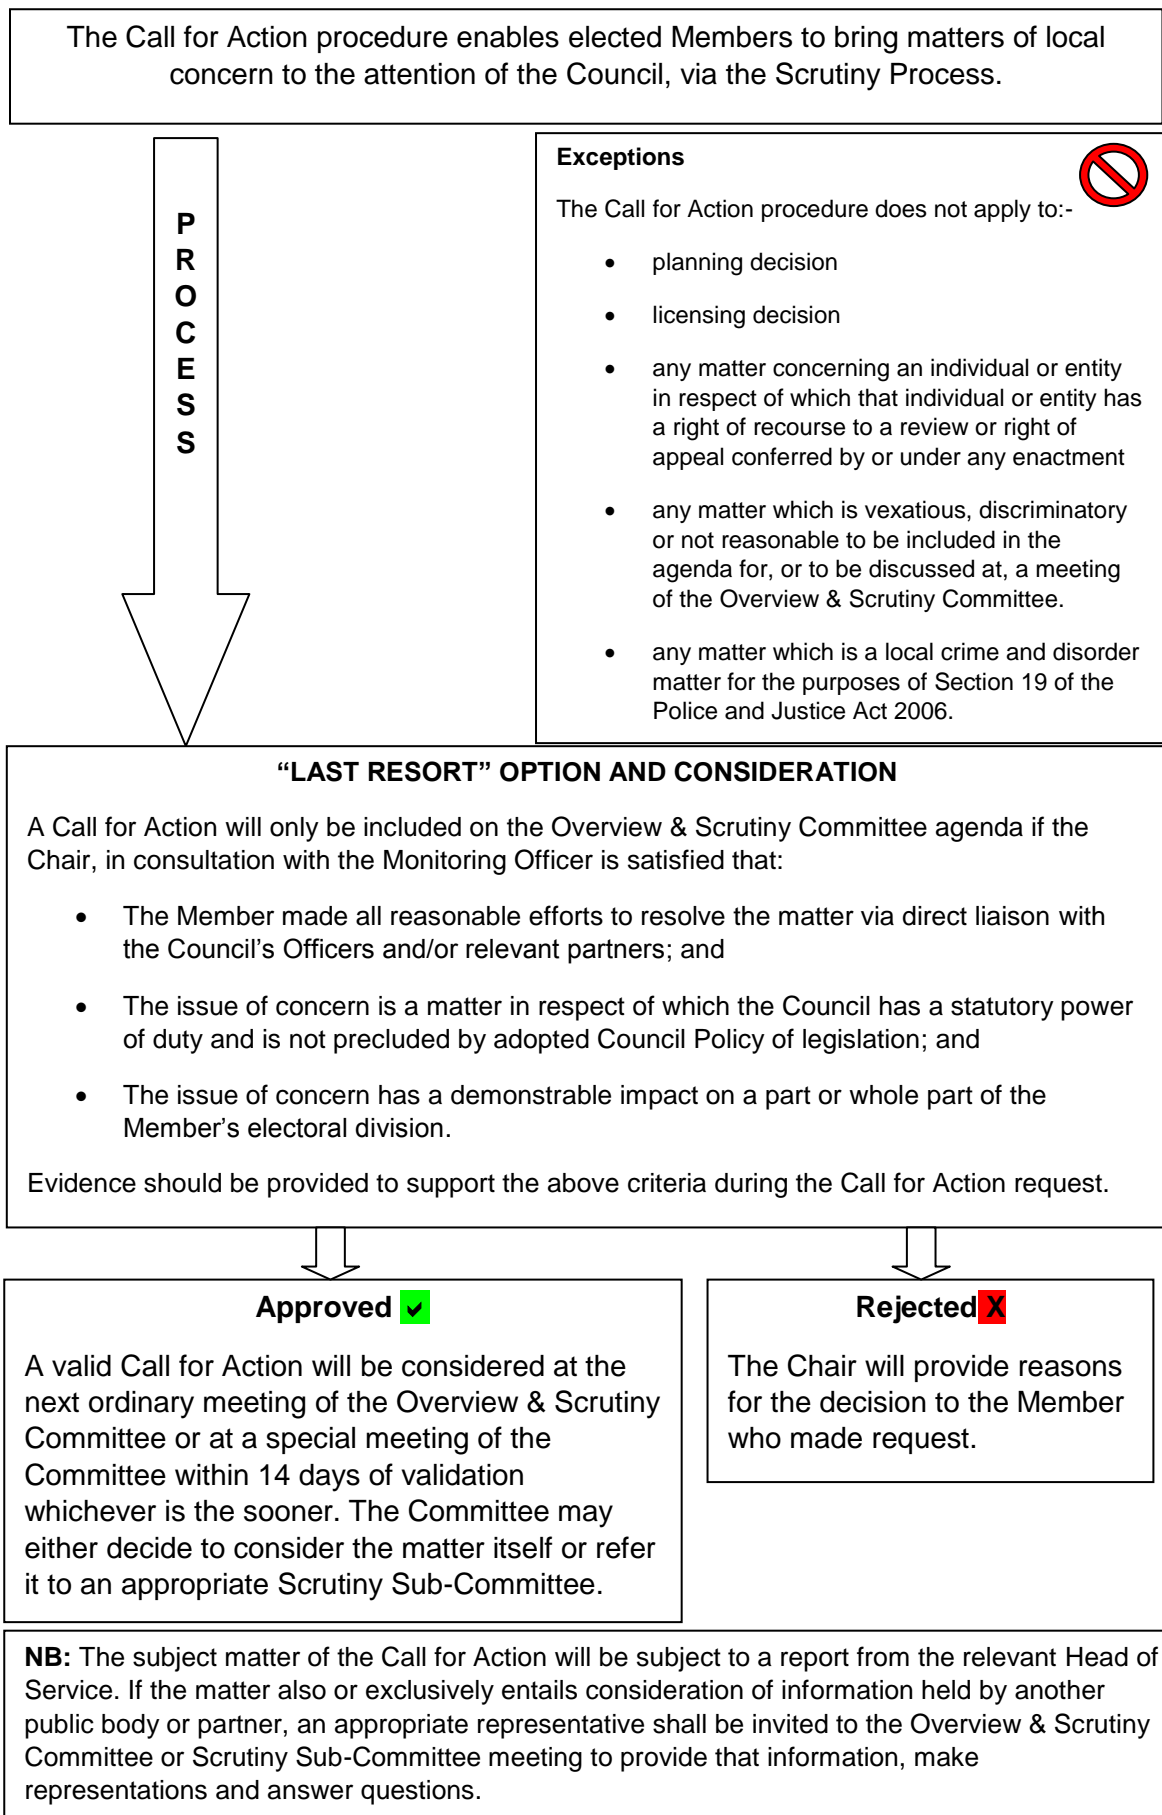 The Call for Action procedure enables elected Members to bring matters of local
concern to the attention of the Council, via the Scrutiny Process.
P
R
O
C
E
S
S
Exceptions
The Call for Action procedure does not apply to:-
• planning decision
• licensing decision
• any matter concerning an individual or entity
in respect of which that individual or entity has
a right of recourse to a review or right of
appeal conferred by or under any enactment
• any matter which is vexatious, discriminatory
or not reasonable to be included in the
agenda for, or to be discussed at, a meeting
of the Overview & Scrutiny Committee.
• any matter which is a local crime and disorder
matter for the purposes of Section 19 of the
Police and Justice Act 2006.
“LAST RESORT” OPTION AND CONSIDERATION
A Call for Action will only be included on the Overview & Scrutiny Committee agenda if the
Chair, in consultation with the Monitoring Officer is satisfied that:
• The Member made all reasonable efforts to resolve the matter via direct liaison with
the Council’s Officers and/or relevant partners; and
• The issue of concern is a matter in respect of which the Council has a statutory power
of duty and is not precluded by adopted Council Policy of legislation; and
• The issue of concern has a demonstrable impact on a part or whole part of the
Member’s electoral division.
Evidence should be provided to support the above criteria during the Call for Action request.
Approved ✓
A valid Call for Action will be considered at the
next ordinary meeting of the Overview & Scrutiny
Committee or at a special meeting of the
Committee within 14 days of validation
whichever is the sooner. The Committee may
either decide to consider the matter itself or refer
it to an appropriate Scrutiny Sub-Committee.
Rejected X
The Chair will provide reasons
for the decision to the Member
who made request.
NB: The subject matter of the Call for Action will be subject to a report from the relevant Head of
Service. If the matter also or exclusively entails consideration of information held by another
public body or partner, an appropriate representative shall be invited to the Overview & Scrutiny
Committee or Scrutiny Sub-Committee meeting to provide that information, make
representations and answer questions.